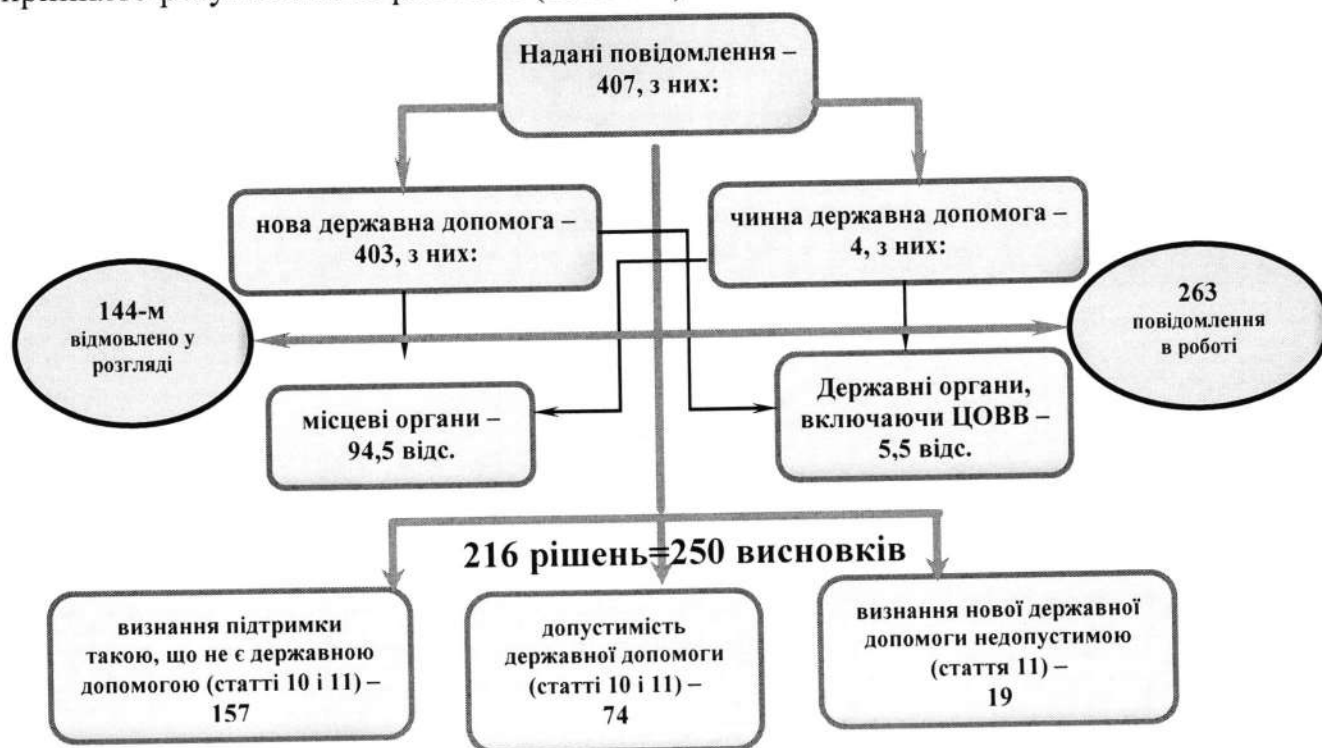 Надані повідомлення –
407, з них:
нова державна допомога –
403, з них:
чинна державна допомога –
4, з них:
144-м
відмовлено у
розгляді
263
повідомлення
в роботі
місцеві органи –
94,5 відс.
Державні органи,
включаючи ЦОВВ –
5,5 відс.
216 рішень=250 висновків
визнання підтримки
такою, що не є державною
допомогою (статті 10 і 11) –
157
допустимість
державної допомоги
(статті 10 і 11) –
74
визнання нової державної
допомоги недопустимою
(стаття 11) –
19